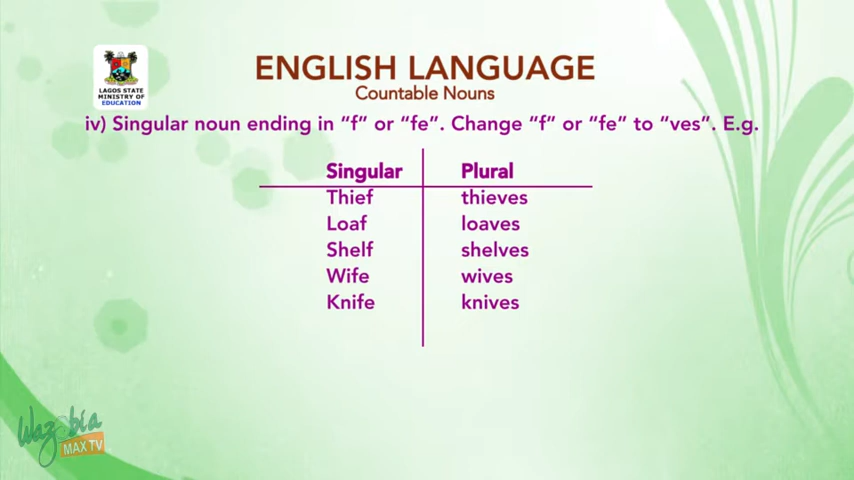 LAGOS STATE
MINISTRY OF
EDUCATION
ENGLISH LANGUAGE
Countable Nouns
iv) Singular noun ending in “f” or “fe”. Change “f” or “fe” to “ves”. E.g.
Singular Plural
Thief thieves
Loaf loaves
Shelf shelves
Wife wives
Knife knives
Wazobia
MAX TV